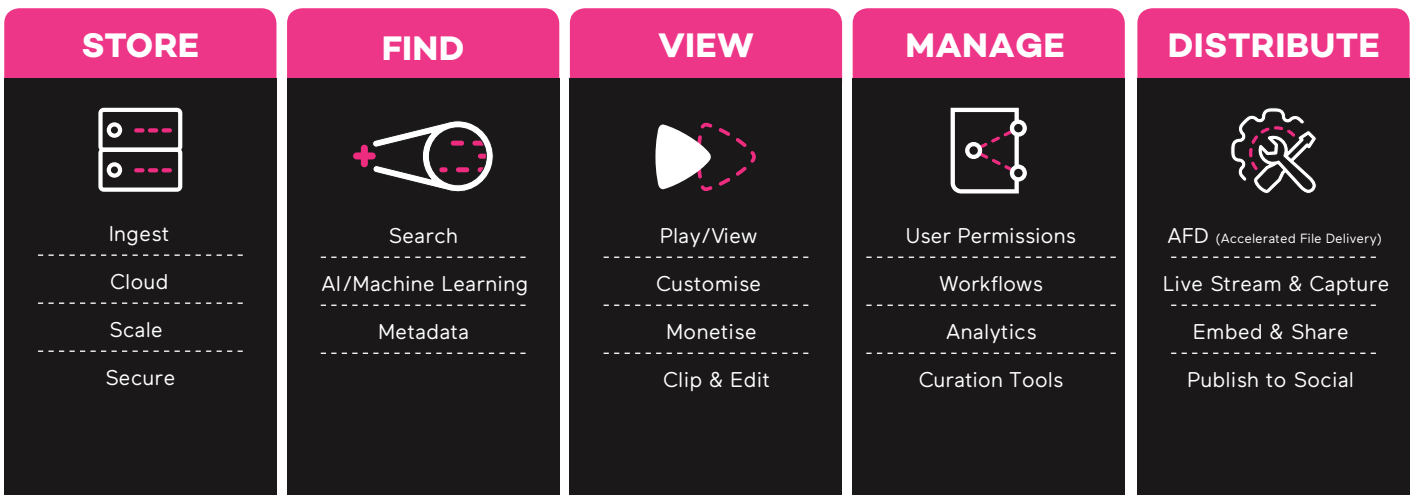 STORE
Ingest
Cloud
Scale
Secure
FIND
Search
AI/Machine Learning
Metadata
VIEW
Play/View
Customise
Monetise
Clip & Edit
MANAGE
User Permissions
Workflows
Analytics
Curation Tools
DISTRIBUTE
AFD (Accelerated File Delivery)
Live Stream & Capture
Embed & Share
Publish to Social